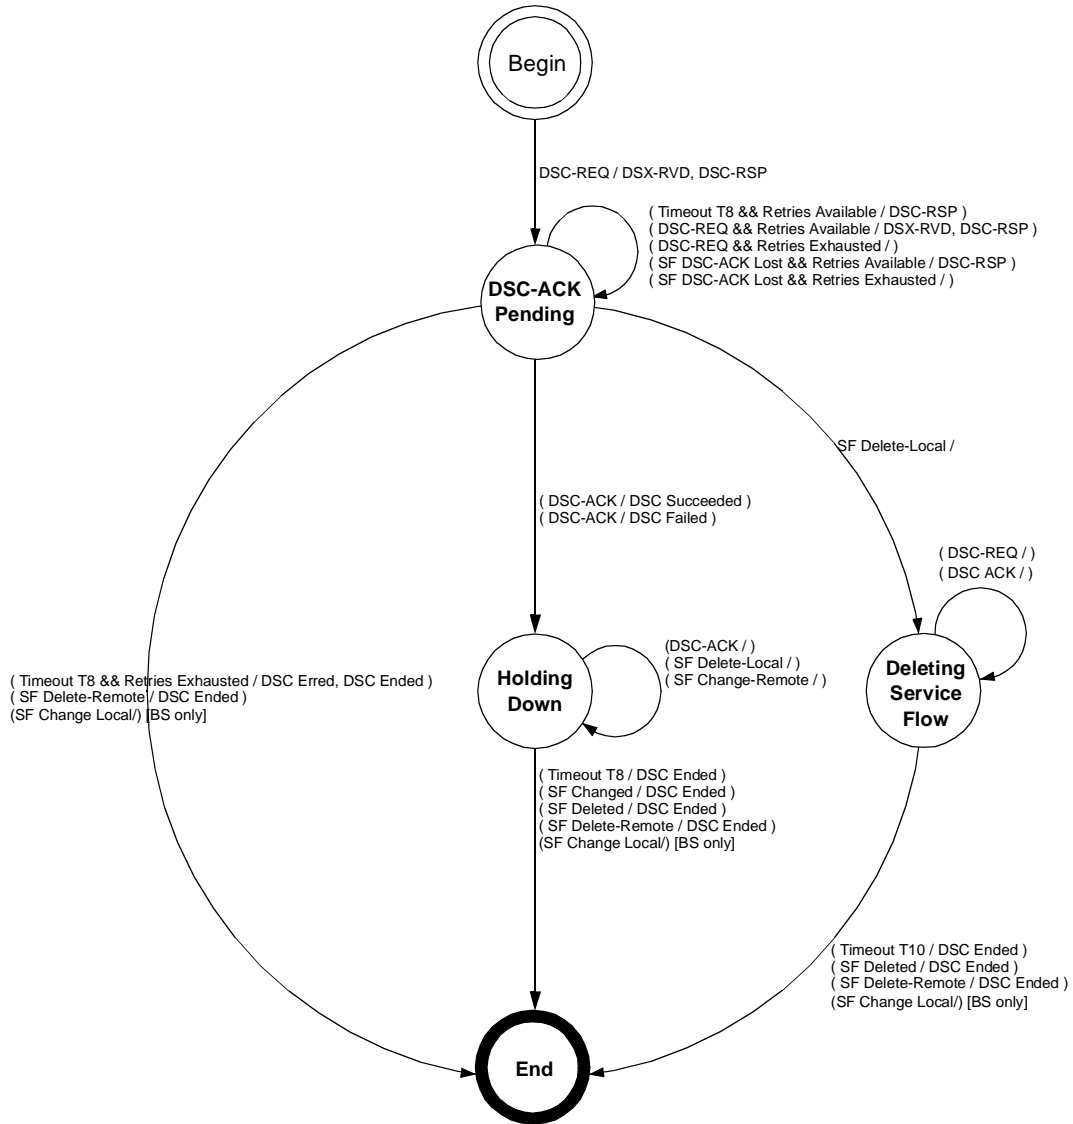 Begin
DSC-REQ / DSX-RVD, DSC-RSP
( Timeout T8 && Retries Available / DSC-RSP )
( DSC-REQ && Retries Available / DSX-RVD, DSC-RSP )
( DSC-REQ && Retries Exhausted / )
( SF DSC-ACK Lost && Retries Available / DSC-RSP )
( SF DSC-ACK Lost && Retries Exhausted / )
DSC-ACK
Pending
SF Delete-Local /
( DSC-ACK / DSC Succeeded )
( DSC-ACK / DSC Failed )
( DSC-REQ / )
( DSC ACK / )
(DSC-ACK / )
( SF Delete-Local / )
( SF Change-Remote / )
Holding
Down
Deleting
Service
Flow
( Timeout T8 && Retries Exhausted / DSC Erred, DSC Ended )
( SF Delete-Remote / DSC Ended )
(SF Change Local/) [BS only]
( Timeout T8 / DSC Ended )
( SF Changed / DSC Ended )
( SF Deleted / DSC Ended )
( SF Delete-Remote / DSC Ended )
(SF Change Local/) [BS only]
( Timeout T10 / DSC Ended )
( SF Deleted / DSC Ended )
( SF Delete-Remote / DSC Ended )
(SF Change Local/) [BS only]
End